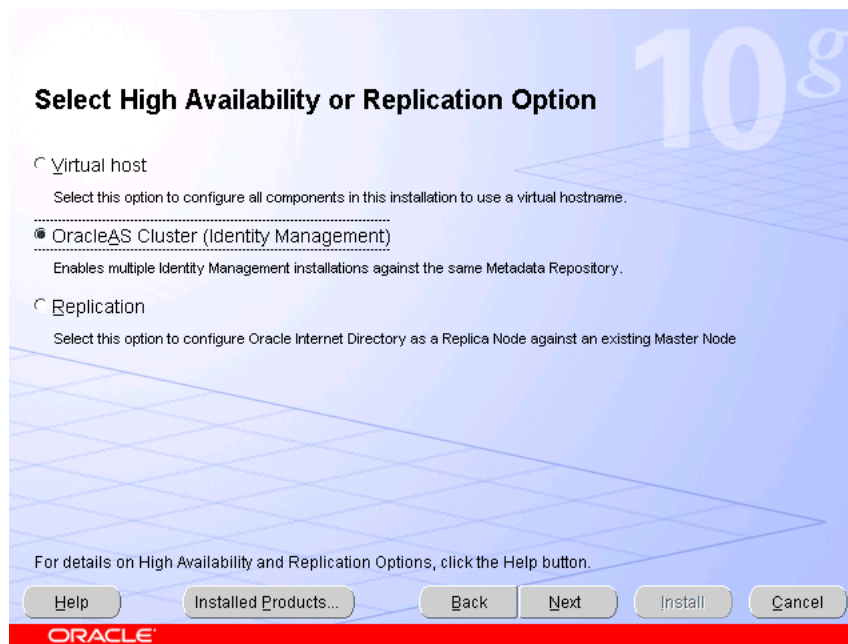 10g
Select High Availability or Replication Option
Virtual host
Select this option to configure all components in this installation to use a virtual hostname.
OracleAS Cluster (Identity Management)
Enables multiple Identity Management installations against the same Metadata Repository.
Replication
Select this option to configure Oracle Internet Directory as a Replica Node against an existing Master Node
For details on High Availability and Replication Options, click the Help button.
Help Installed Products... Back Next Install Cancel
ORACLE